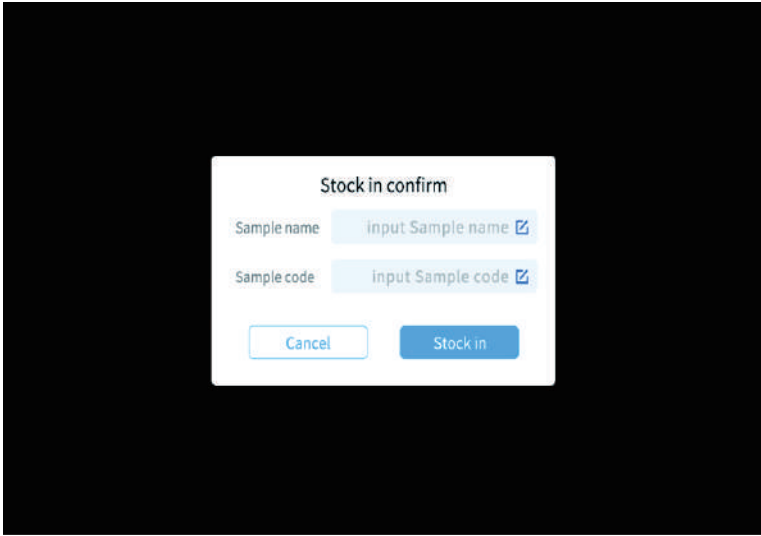 Stock in confirm
Sample name input Sample name
Sample code input Sample code
Cancel Stock in